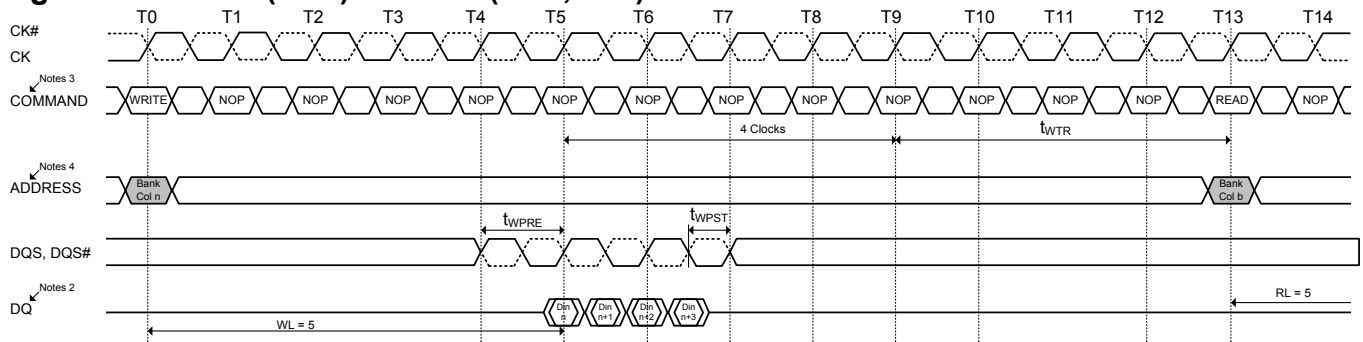 T0 T1 T2 T3 T4 T5 T6 T7 T8 T9 T10 T11 T12 T13 T14
CK#
CK
Notes 3
COMMAND WRITE NOP NOP NOP NOP NOP NOP NOP NOP NOP NOP NOP NOP READ NOP
4 Clocks tWTR
Notes 4
ADDRESS Bank Col n Bank Col b
tWPRE tWPST
DQS, DQS#
Notes 2
DQ Din n Din n+1 Din n+2 Din n+3
RL = 5
WL = 5